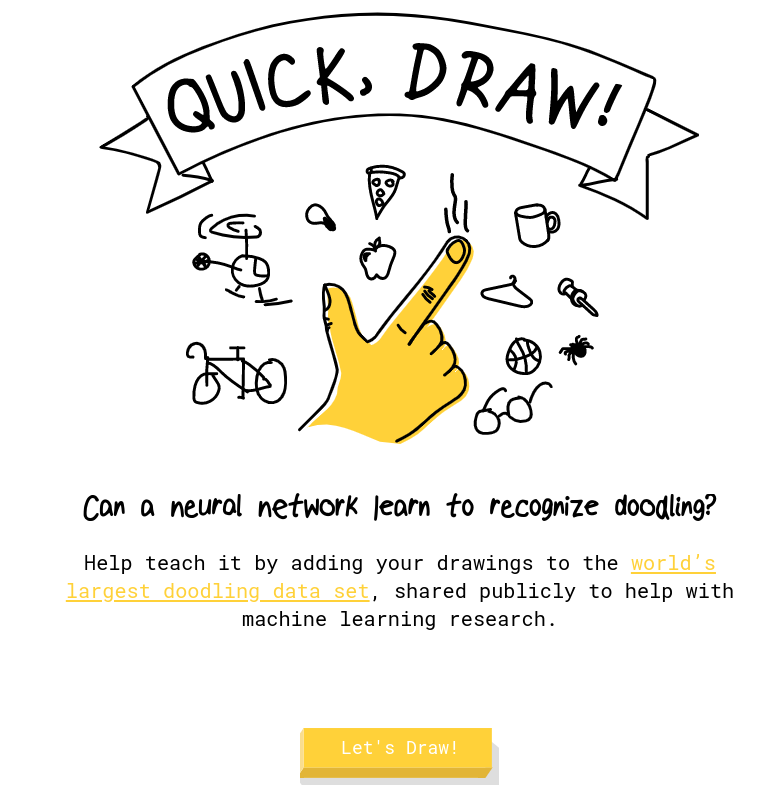 QUICK, DRAW!
Can a neural network learn to recognize doodling?
Help teach it by adding your drawings to the world’s
largest doodling data set, shared publicly to help with
machine learning research.
Let's Draw!